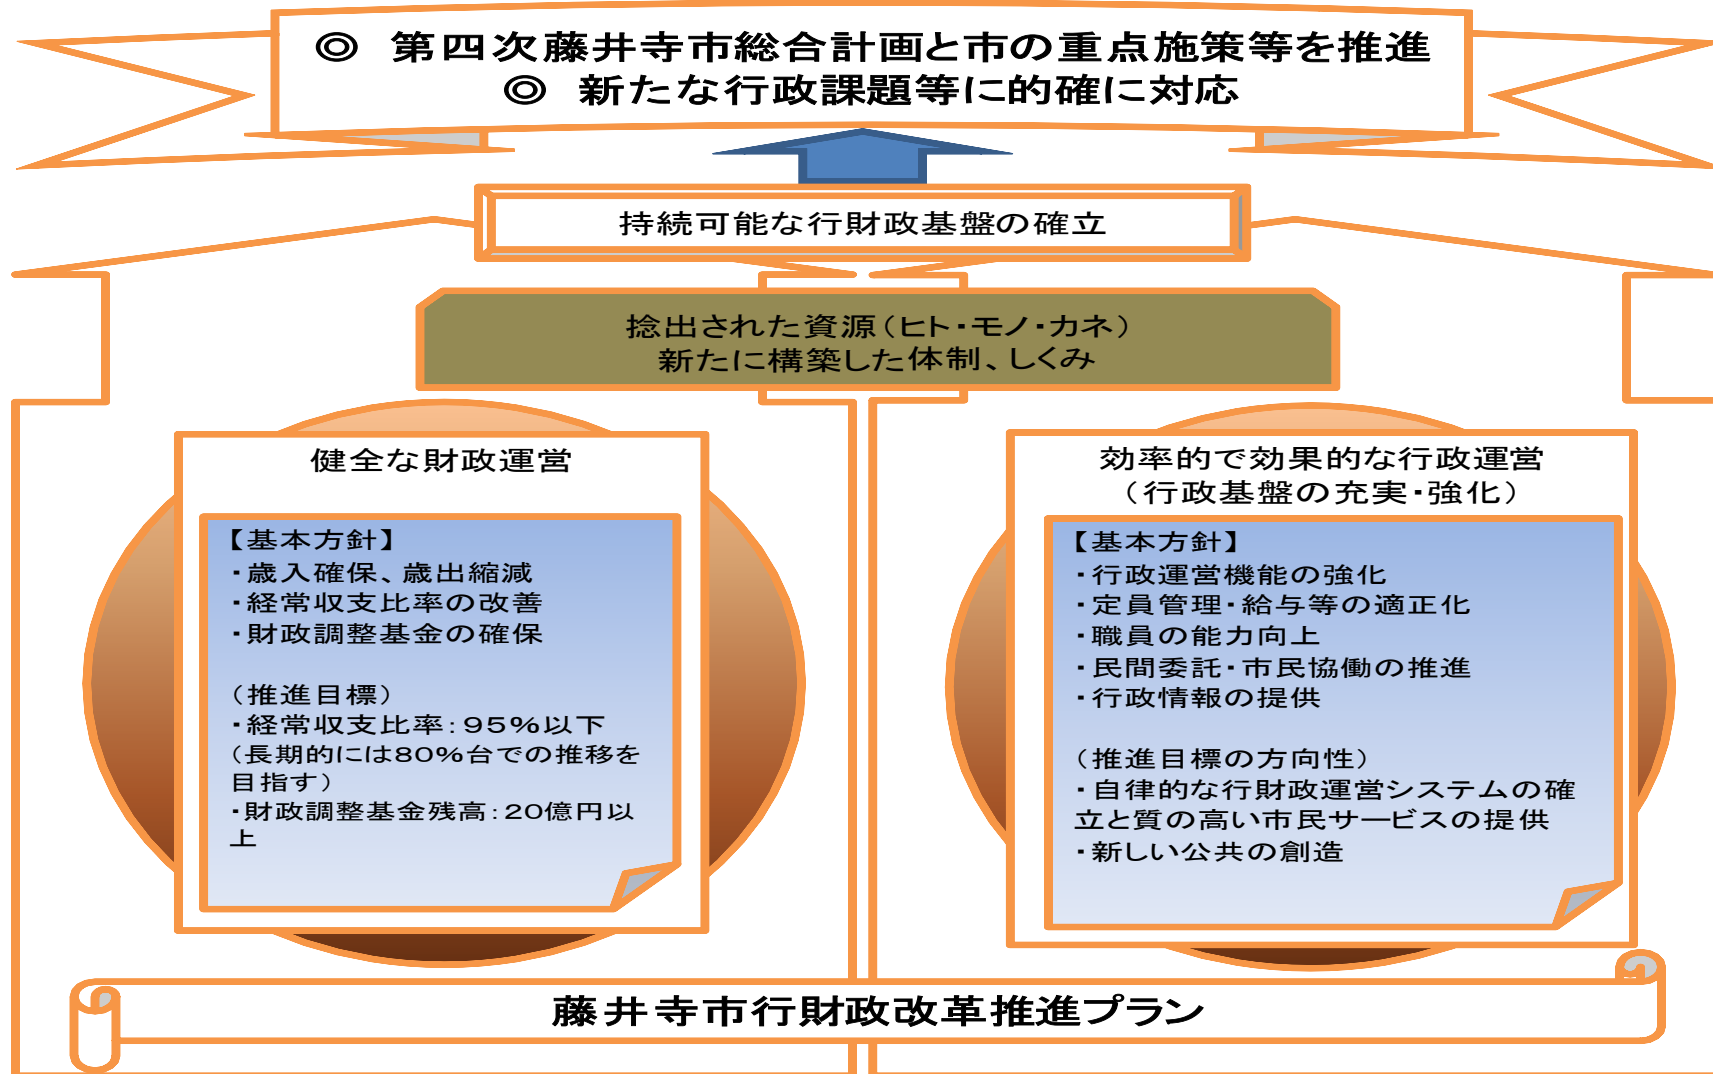 ◎ 第四次藤井寺市総合計画と市の重点施策等を推進
◎ 新たな行政課題等に的確に対応
持続可能な行財政基盤の確立
捻出された資源（ヒト・モノ・カネ）
新たに構築した体制、しくみ
健全な財政運営
【基本方針】
・歳入確保、歳出縮減
・経常収支比率の改善
・財政調整基金の確保
（推進目標）
・経常収支比率：95％以下
（長期的には80％台での推移を
目指す）
・財政調整基金残高：20億円以
上
効率的で効果的な行政運営
（行政基盤の充実・強化）
【基本方針】
・行政運営機能の強化
・定員管理・給与等の適正化
・職員の能力向上
・民間委託・市民協働の推進
・行政情報の提供
（推進目標の方向性）
・自律的な行財政運営システムの確
立と質の高い市民サービスの提供
・新しい公共の創造
藤井寺市行財政改革推進プラン